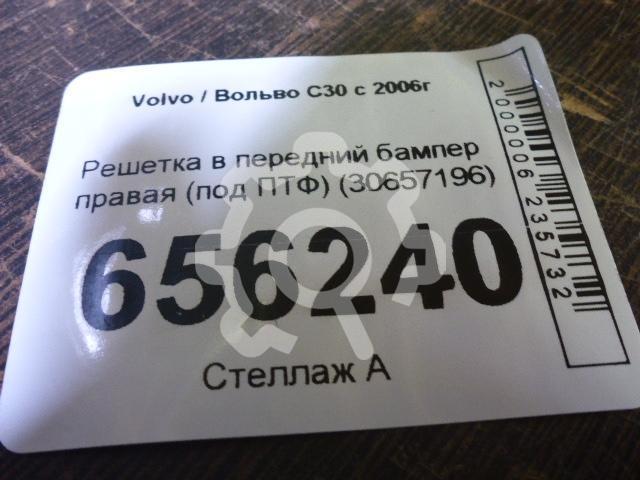 Volvo / Вольво C30 с 2006г
Решетка в передний бампер
правая (под ПТФ) (30657196)
656240
Стеллаж А
2000006235732